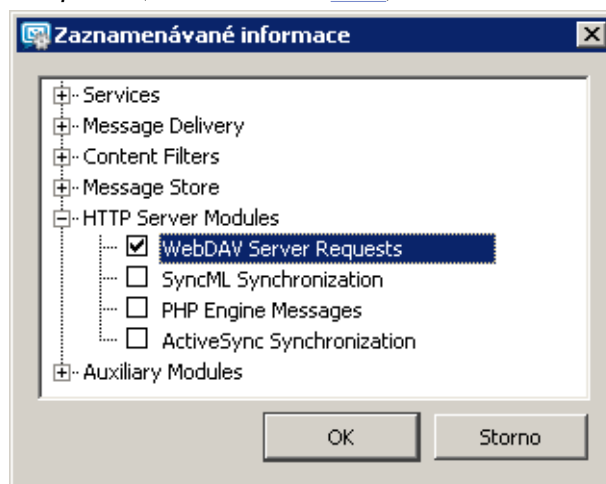 Zaznamenávané informace
Services
Message Delivery
Content Filters
Message Store
HTTP Server Modules
WebDAV Server Requests
SyncML Synchronization
PHP Engine Messages
ActiveSync Synchronization
Auxiliary Modules
OK Storno